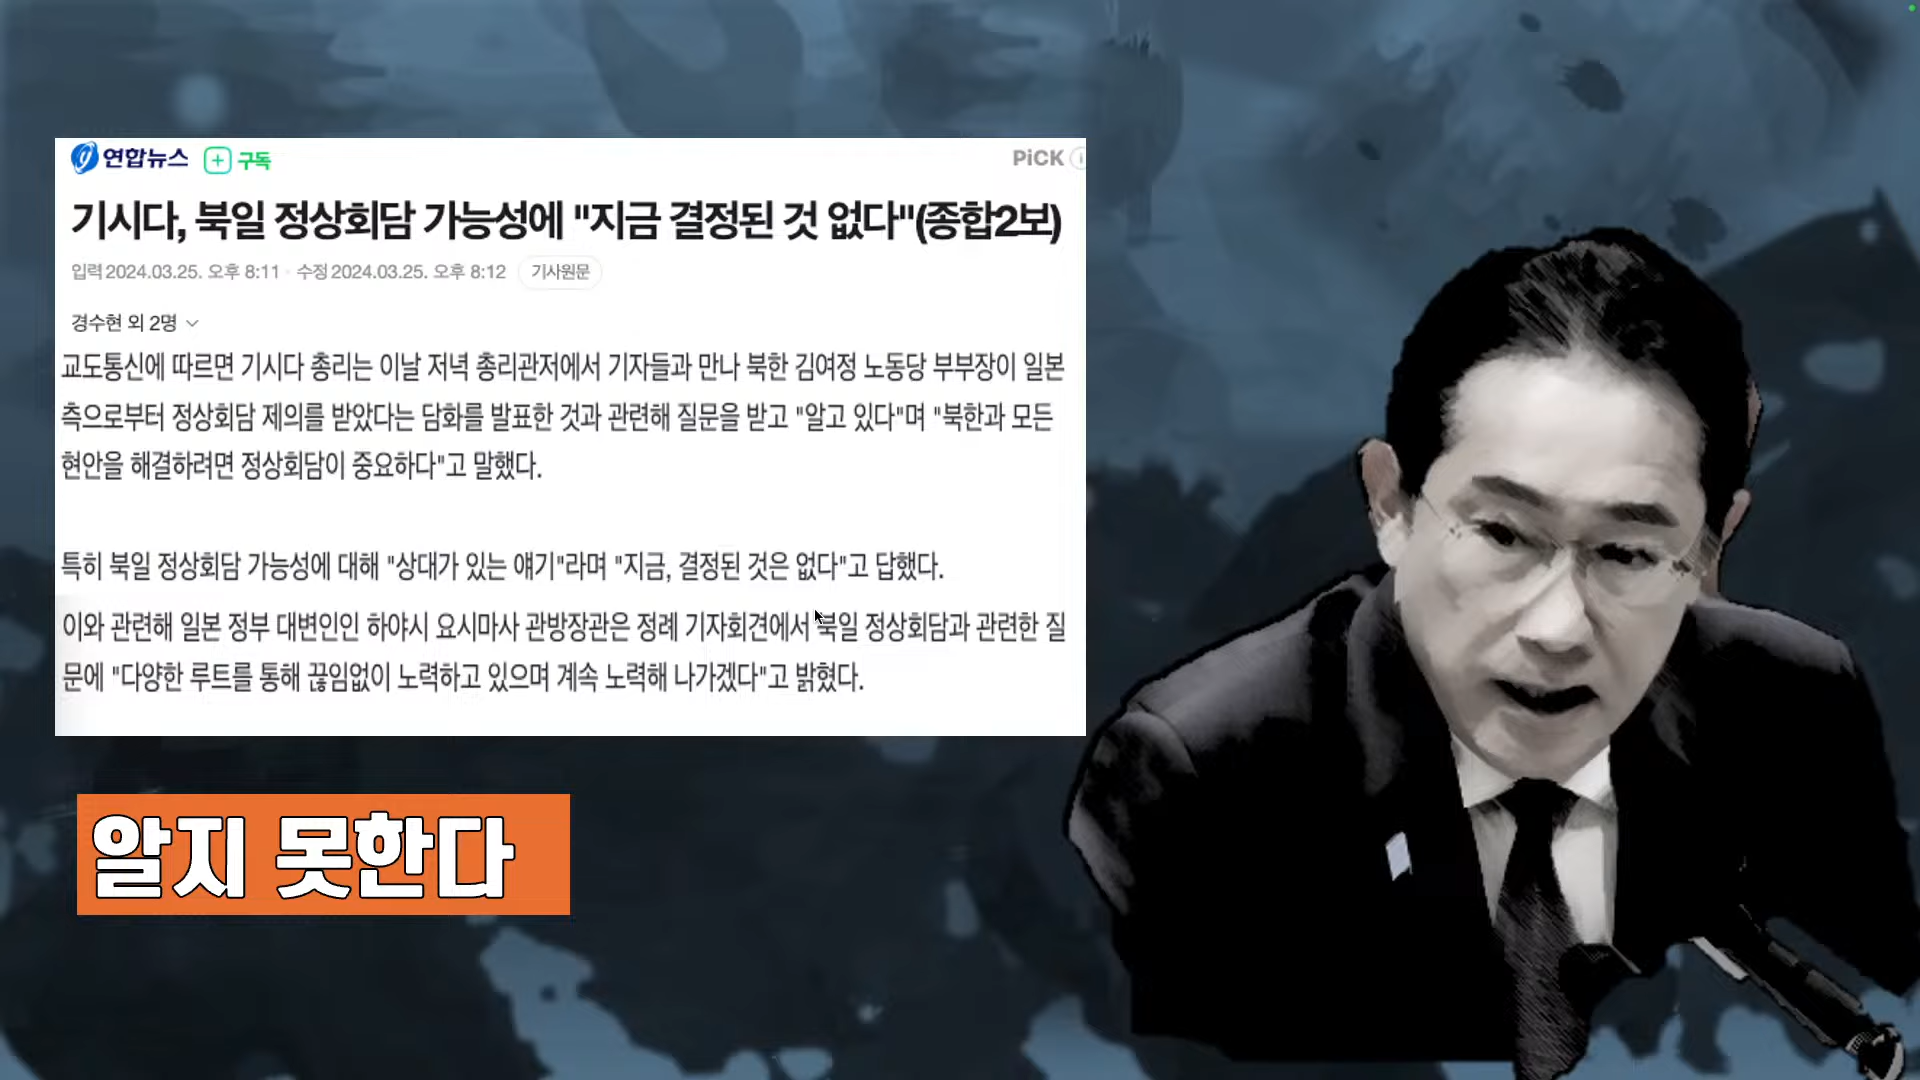 연합뉴스 구독 PiCK
기시다, 북일 정상회담 가능성에 "지금 결정된 것 없다"(종합2보)
입력 2024.03.25. 오후 8:11 · 수정 2024.03.25. 오후 8:12 기사원문
경수현 외 2명
교도통신에 따르면 기시다 총리는 이날 저녁 총리관저에서 기자들과 만나 북한 김여정 노동당 부부장이 일본
측으로부터 정상회담 제의를 받았다는 담화를 발표한 것과 관련해 질문을 받고 "알고 있다"며 "북한과 모든
현안을 해결하려면 정상회담이 중요하다"고 말했다.
특히 북일 정상회담 가능성에 대해 "상대가 있는 얘기"라며 "지금, 결정된 것은 없다"고 답했다.
이와 관련해 일본 정부 대변인인 하야시 요시마사 관방장관은 정례 기자회견에서 북일 정상회담과 관련한 질
문에 "다양한 루트를 통해 끊임없이 노력하고 있으며 계속 노력해 나가겠다"고 밝혔다.
알지 못한다